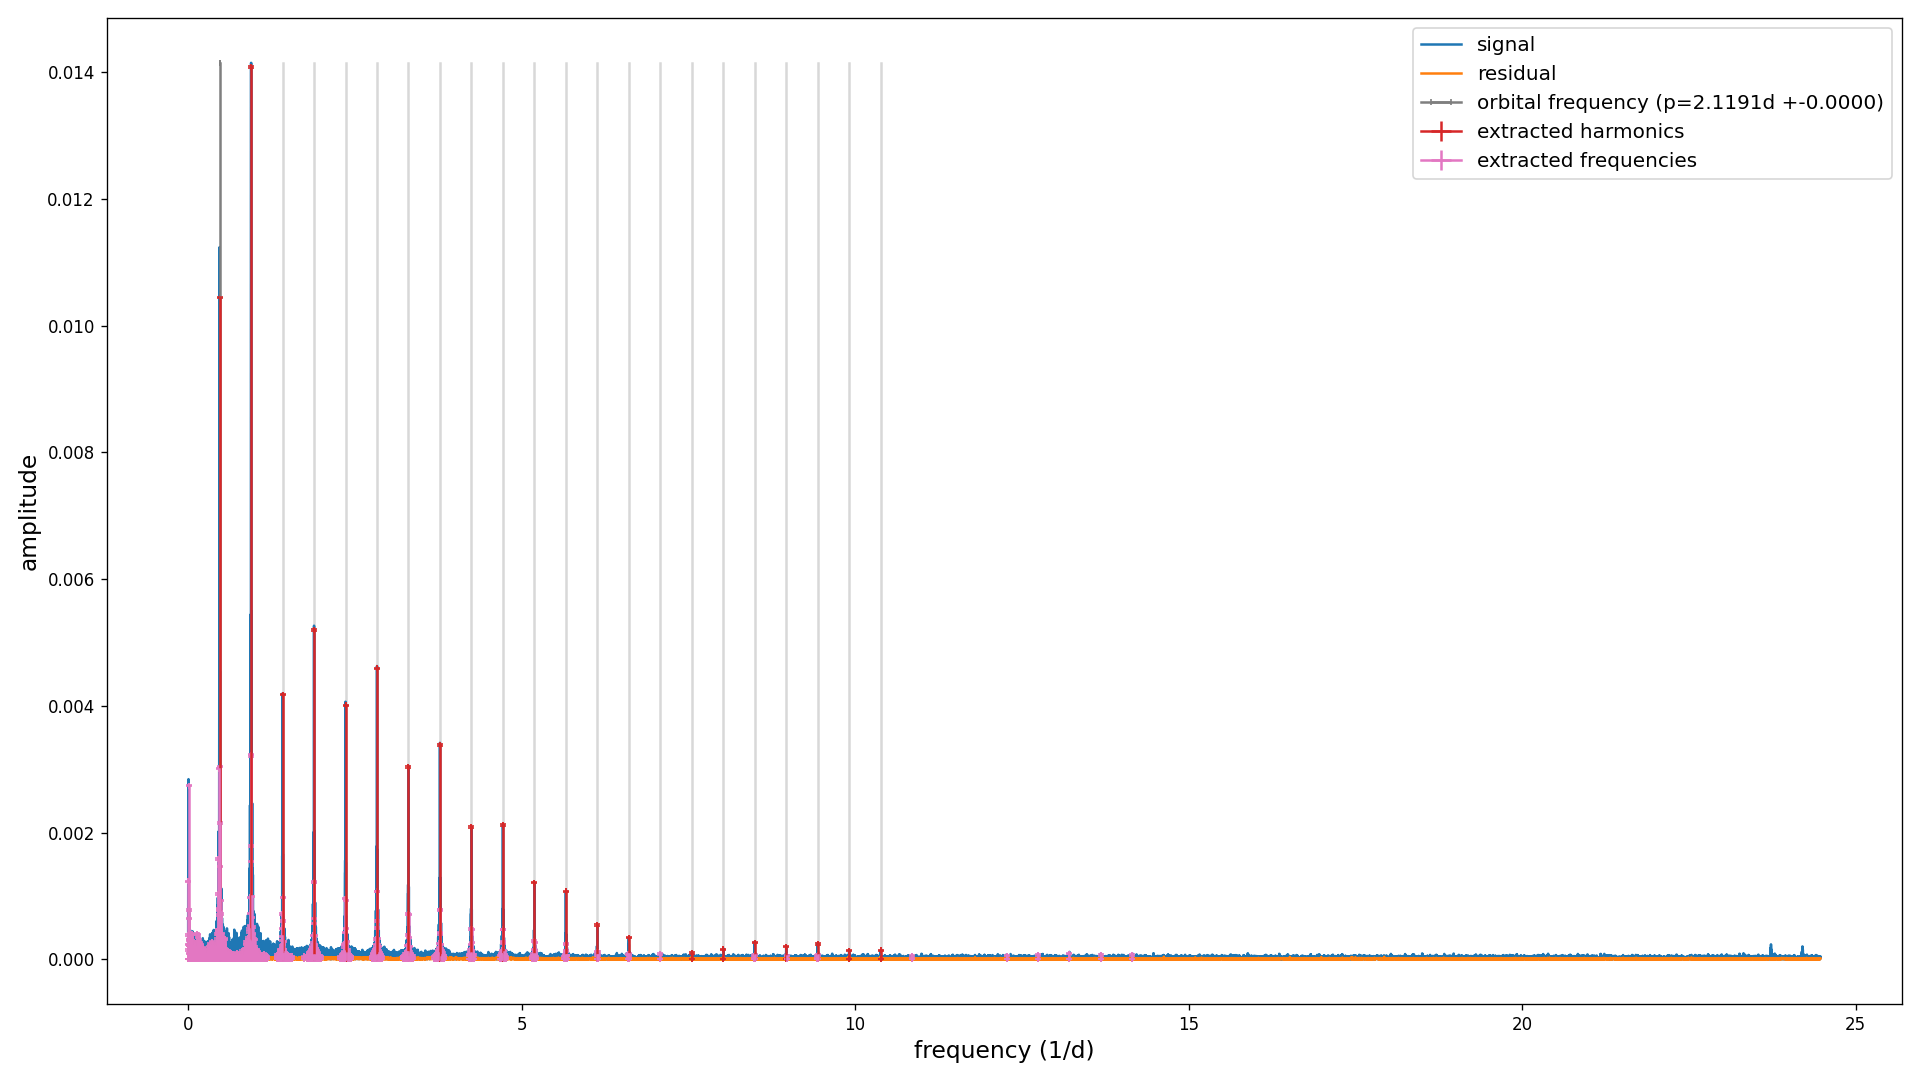 signal
residual
orbital frequency (p=2.1191d +-0.0000)
extracted harmonics
extracted frequencies
0.014
0.012
0.010
0.008
0.006
0.004
0.002
0.000
amplitude
0 5 10 15 20 25
frequency (1/d)